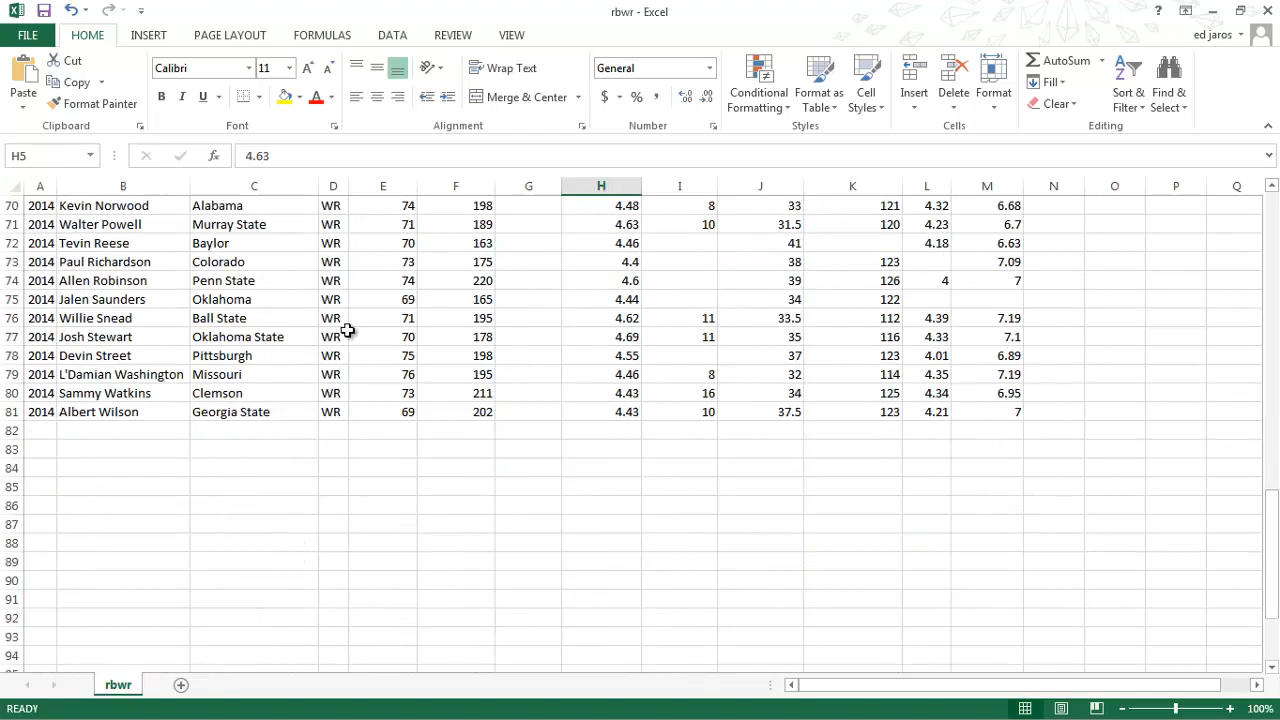 rbwr - Excel
FILE HOME INSERT PAGE LAYOUT FORMULAS DATA REVIEW VIEW ed jaros
Paste Cut Copy Format Painter Clipboard
Calibri 11 B I U A Font
Wrap Text Merge & Center Alignment
General $ % , Number
Conditional Formatting Format as Table Cell Styles Styles
Insert Delete Format Cells
AutoSum Fill Clear Sort & Filter Find & Select Editing
H5 fx 4.63
A B C D E F G H I J K L M N O P Q
70 2014 Kevin Norwood Alabama WR 74 198 4.48 8 33 121 4.32 6.68
71 2014 Walter Powell Murray State WR 71 189 4.63 10 31.5 120 4.23 6.7
72 2014 Tevin Reese Baylor WR 70 163 4.46 41 4.18 6.63
73 2014 Paul Richardson Colorado WR 73 175 4.4 38 123 7.09
74 2014 Allen Robinson Penn State WR 74 220 4.6 39 126 4 7
75 2014 Jalen Saunders Oklahoma WR 69 165 4.44 34 122
76 2014 Willie Snead Ball State WR 71 195 4.62 11 33.5 112 4.39 7.19
77 2014 Josh Stewart Oklahoma State WR 70 178 4.69 11 35 116 4.33 7.1
78 2014 Devin Street Pittsburgh WR 75 198 4.55 37 123 4.01 6.89
79 2014 L'Damian Washington Missouri WR 76 195 4.46 8 32 114 4.35 7.19
80 2014 Sammy Watkins Clemson WR 73 211 4.43 16 34 125 4.34 6.95
81 2014 Albert Wilson Georgia State WR 69 202 4.43 10 37.5 123 4.21 7
82
83
84
85
86
87
88
89
90
91
92
93
94
rbwr
READY 100%